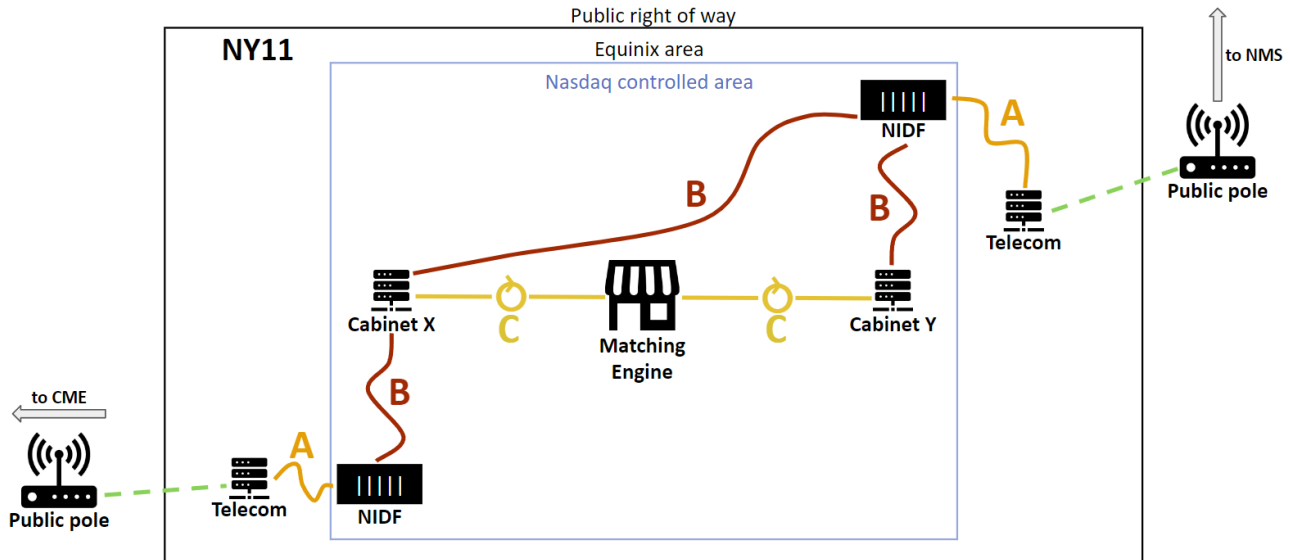 Public right of way
NY11
Equinix area
Nasdaq controlled area
to NMS
NIDF
A
Public pole
B
B
Telecom
Cabinet X
C
Matching
Engine
C
Cabinet Y
B
to CME
A
Public pole
Telecom
NIDF